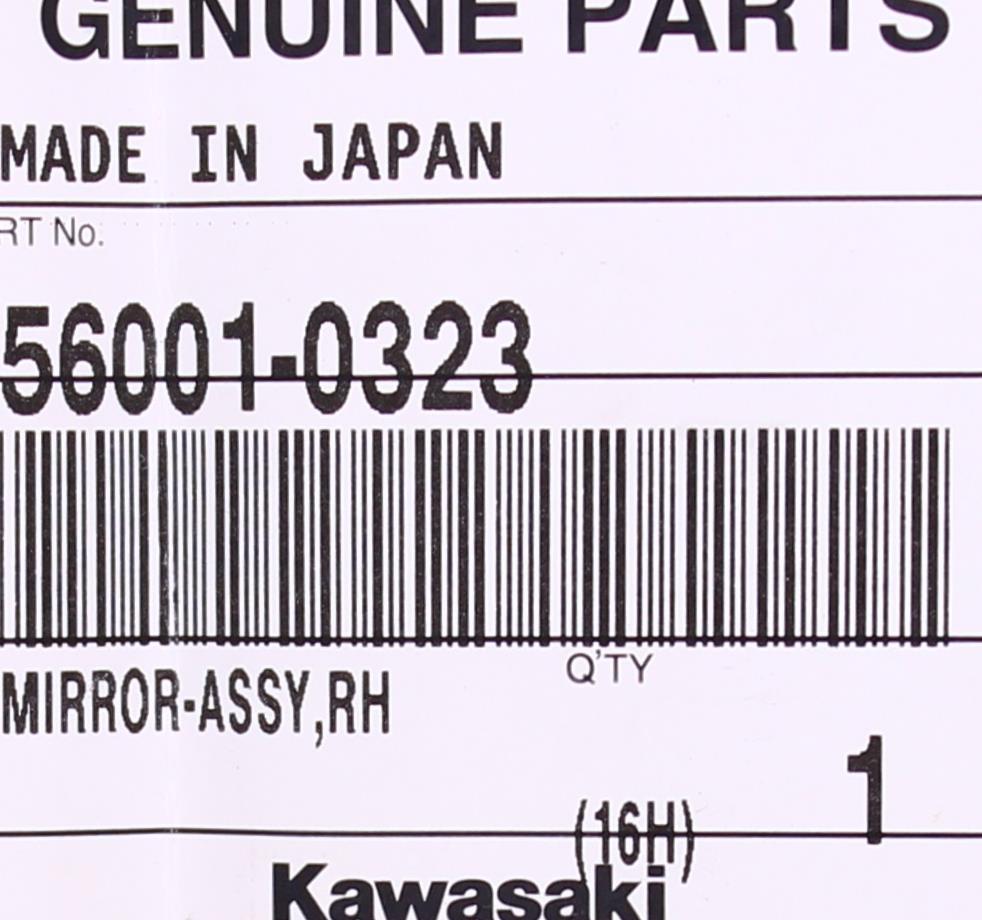 GENUINE PARTS
MADE IN JAPAN
RT No.
56001-0323
MIRROR-ASSY,RH
Q'TY
1
(16H)
Kawasaki